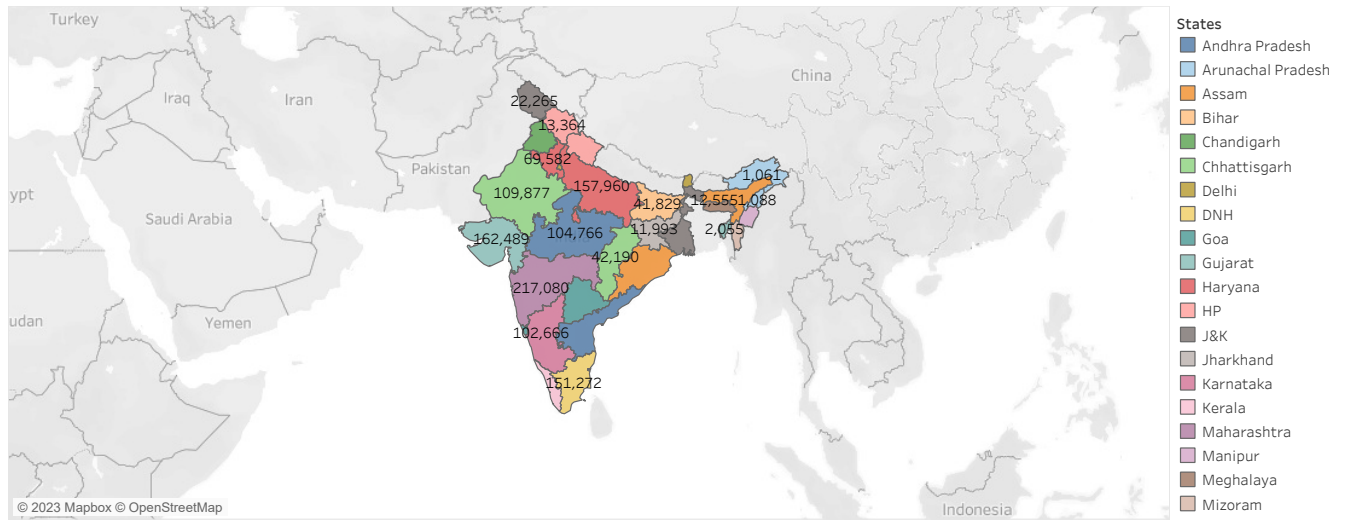 Turkey
China
Iraq
Iran
Pakistan
ypt
Saudi Arabia
udan
Yemen
Indonesia
22,265
13,364
69,582
109,877
157,960
1,061
41,829
12,555
1,088
162,489
104,766
11,993
2,055
42,190
217,080
102,666
151,272
© 2023 Mapbox © OpenStreetMap
States
Andhra Pradesh
Arunachal Pradesh
Assam
Bihar
Chandigarh
Chhattisgarh
Delhi
DNH
Goa
Gujarat
Haryana
HP
J&K
Jharkhand
Karnataka
Kerala
Maharashtra
Manipur
Meghalaya
Mizoram